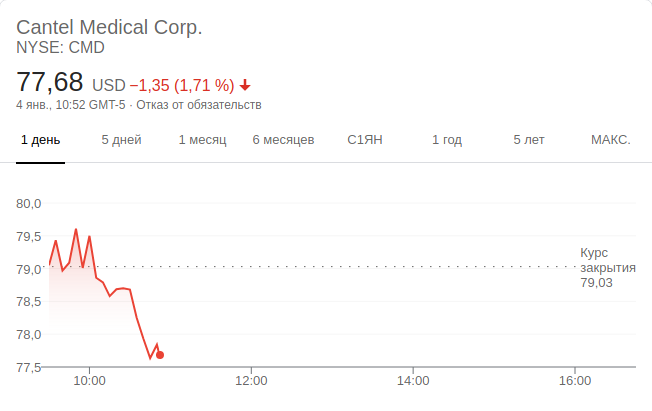 Cantel Medical Corp.
NYSE: CMD
77,68 USD −1,35 (1,71 %)
4 янв., 10:52 GMT-5 · Отказ от обязательств
1 день 5 дней 1 месяц 6 месяцев С1ЯН 1 год 5 лет МАКС.
80,0
79,5
79,0
78,5
78,0
77,5
Курс
закрытия
79,03
10:00 12:00 14:00 16:00